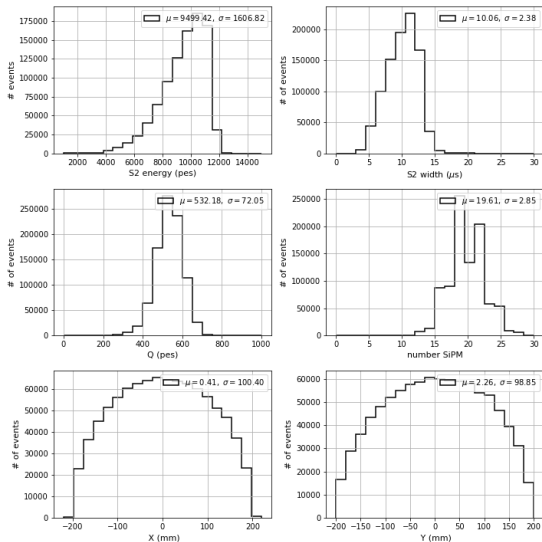 175000
150000
125000
100000
75000
50000
25000
0
# events
μ=9499.42, σ=1606.82
2000 4000 6000 8000 10000 12000 14000
S2 energy (pes)
200000
150000
100000
50000
0
# of events
μ=10.06, σ=2.38
0 5 10 15 20 25 30
S2 width (μs)
250000
200000
150000
100000
50000
0
# of events
μ=532.18, σ=72.05
0 200 400 600 800 1000
Q (pes)
250000
200000
150000
100000
50000
0
# of events
μ=19.61, σ=2.85
0 5 10 15 20 25 30
number SiPM
60000
50000
40000
30000
20000
10000
0
# of events
μ=0.41, σ=100.40
−200 −100 0 100 200
X (mm)
60000
50000
40000
30000
20000
10000
0
# of events
μ=2.26, σ=98.85
−200 −150 −100 −50 0 50 100 150 200
Y (mm)